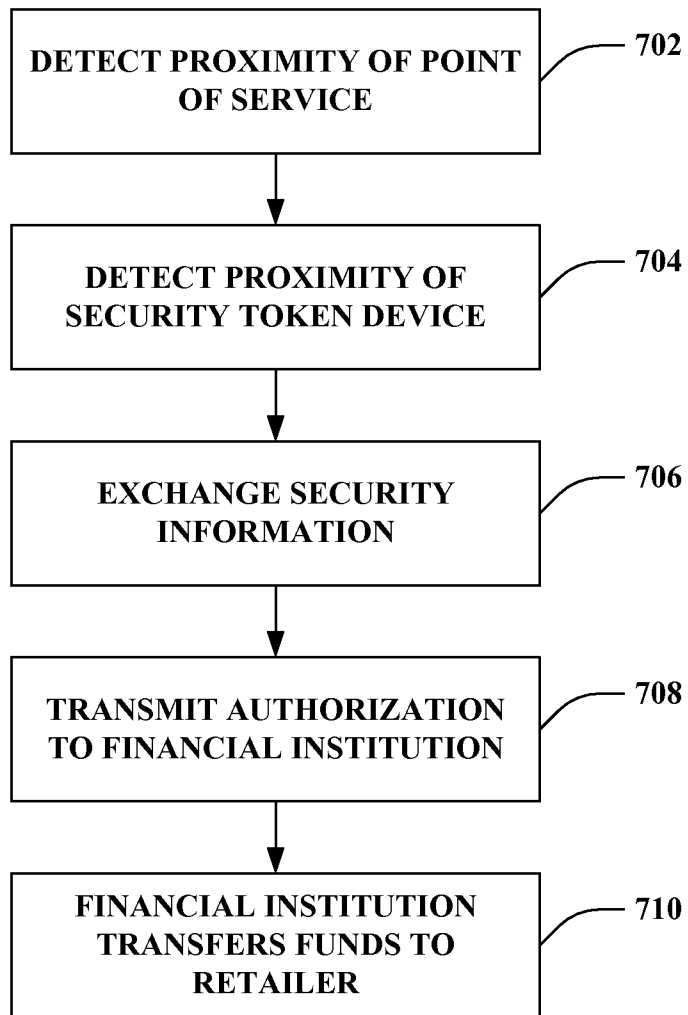 DETECT PROXIMITY OF POINT
OF SERVICE
702
DETECT PROXIMITY OF
SECURITY TOKEN DEVICE
704
EXCHANGE SECURITY
INFORMATION
706
TRANSMIT AUTHORIZATION
TO FINANCIAL INSTITUTION
708
FINANCIAL INSTITUTION
TRANSFERS FUNDS TO
RETAILER
710